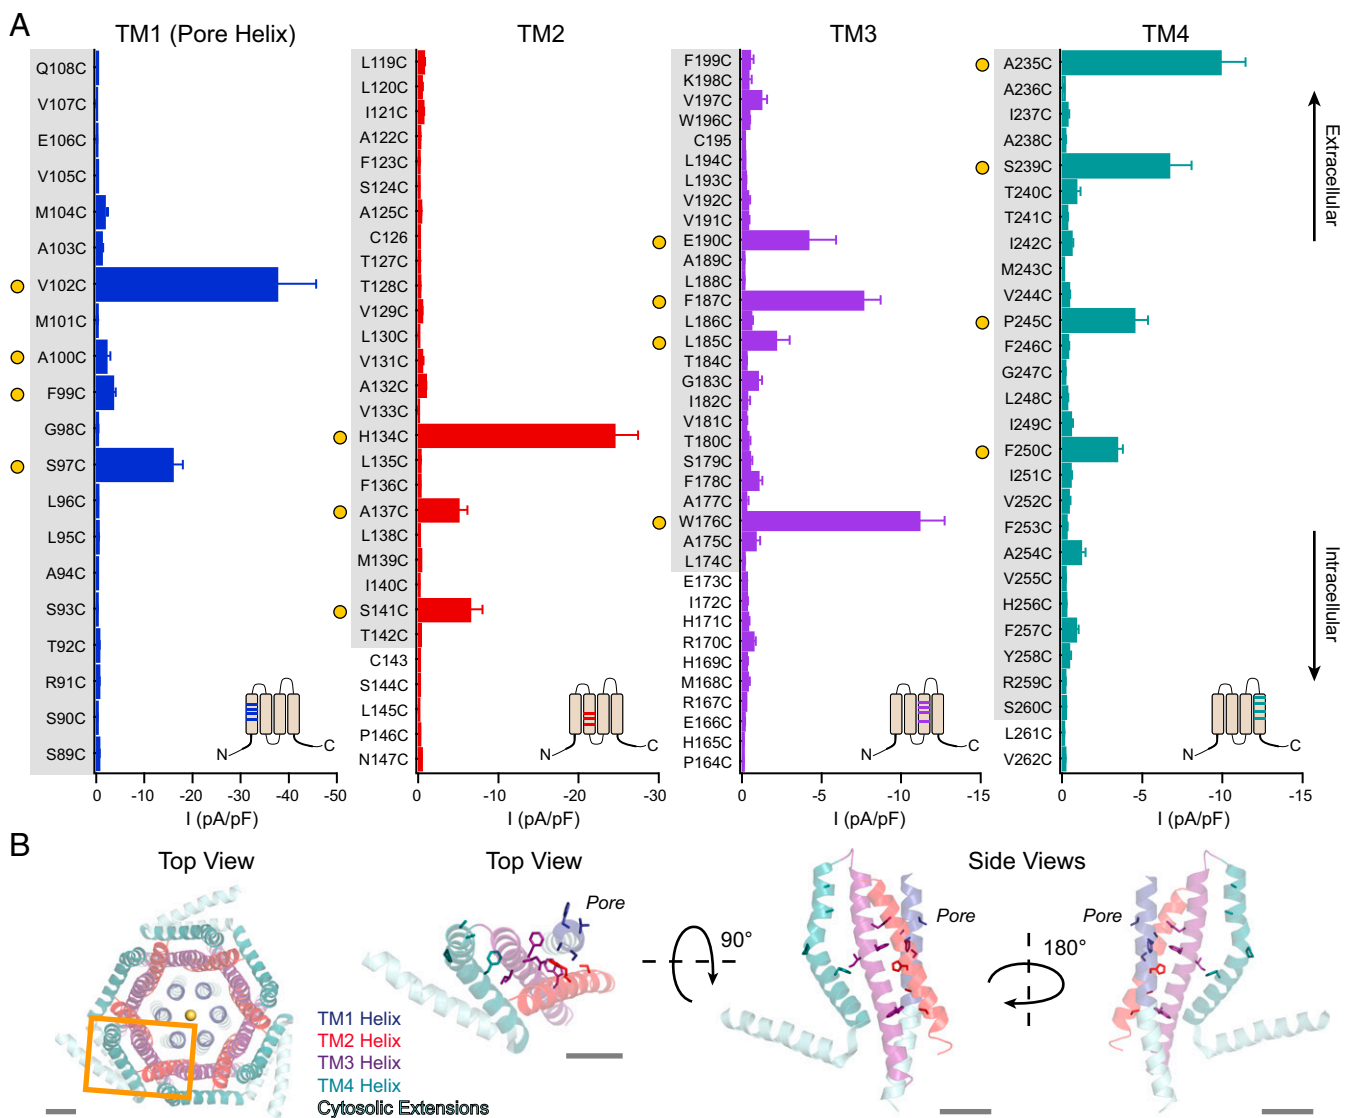 A
TM1 (Pore Helix)
Q108C
V107C
E106C
V105C
M104C
A103C
V102C
M101C
A100C
F99C
G98C
S97C
L96C
L95C
A94C
S93C
T92C
R91C
S90C
S89C
N
C
0 -10 -20 -30 -40 -50
I (pA/pF)
TM2
L119C
L120C
I121C
A122C
F123C
S124C
A125C
C126
T127C
T128C
V129C
L130C
V131C
A132C
V133C
H134C
L135C
F136C
A137C
L138C
M139C
I140C
S141C
T142C
C143
S144C
L145C
P146C
N147C
N
C
0 -10 -20 -30
I (pA/pF)
TM3
F199C
K198C
V197C
W196C
C195
L194C
L193C
V192C
V191C
E190C
A189C
L188C
F187C
L186C
L185C
T184C
G183C
I182C
V181C
T180C
S179C
F178C
A177C
W176C
A175C
L174C
E173C
I172C
H171C
R170C
H169C
M168C
R167C
E166C
H165C
P164C
N
C
0 -5 -10 -15
I (pA/pF)
TM4
A235C
A236C
I237C
A238C
S239C
T240C
T241C
I242C
M243C
V244C
P245C
F246C
G247C
L248C
I249C
F250C
I251C
V252C
F253C
A254C
V255C
H256C
F257C
Y258C
R259C
S260C
L261C
V262C
N
C
0 -5 -10 -15
I (pA/pF)
Extracellular
Intracellular
B
Top View
Top View
Side Views
Pore
90°
Pore
180°
Pore
TM1 Helix
TM2 Helix
TM3 Helix
TM4 Helix
Cytosolic Extensions